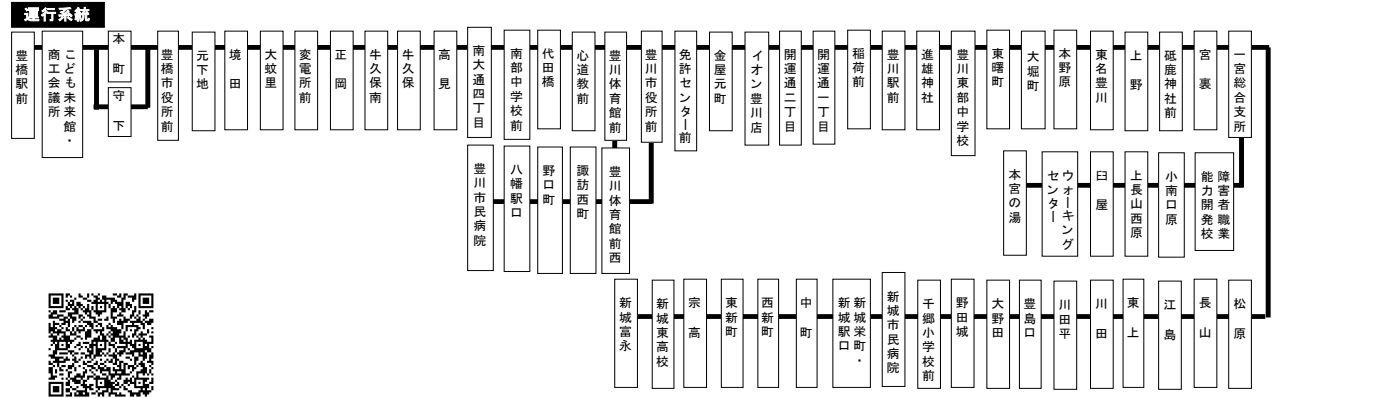 運行系統
豊橋駅前
こども未来館・
商工会議所
本町
守下
豊橋市役所前
元下地
境田
大蚊里
変電所前
正岡
牛久保南
牛久保
高見
南大通四丁目
南部中学校前
代田橋
心道教前
豊川体育館前
豊川市役所前
免許センター前
金屋元町
イオン豊川店
開運通二丁目
開運通一丁目
稲荷前
豊川駅前
進雄神社
豊川東部中学校
東曙町
大堀町
本野原
東名豊川
上野
砥鹿神社前
宮裏
一宮総合支所
豊川市民病院
八幡駅口
野口町
諏訪西町
豊川体育館前西
本宮の湯
ウォーキング
センター
臼屋
上長山西原
小南口原
障害者職業
能力開発校
新城富永
新城東高校
宗高
東新町
西新町
中町
新城栄町・
新城駅口
新城市民病院
千郷小学校前
野田城
大野田
豊島口
川田平
川田
東上
江島
長山
松原